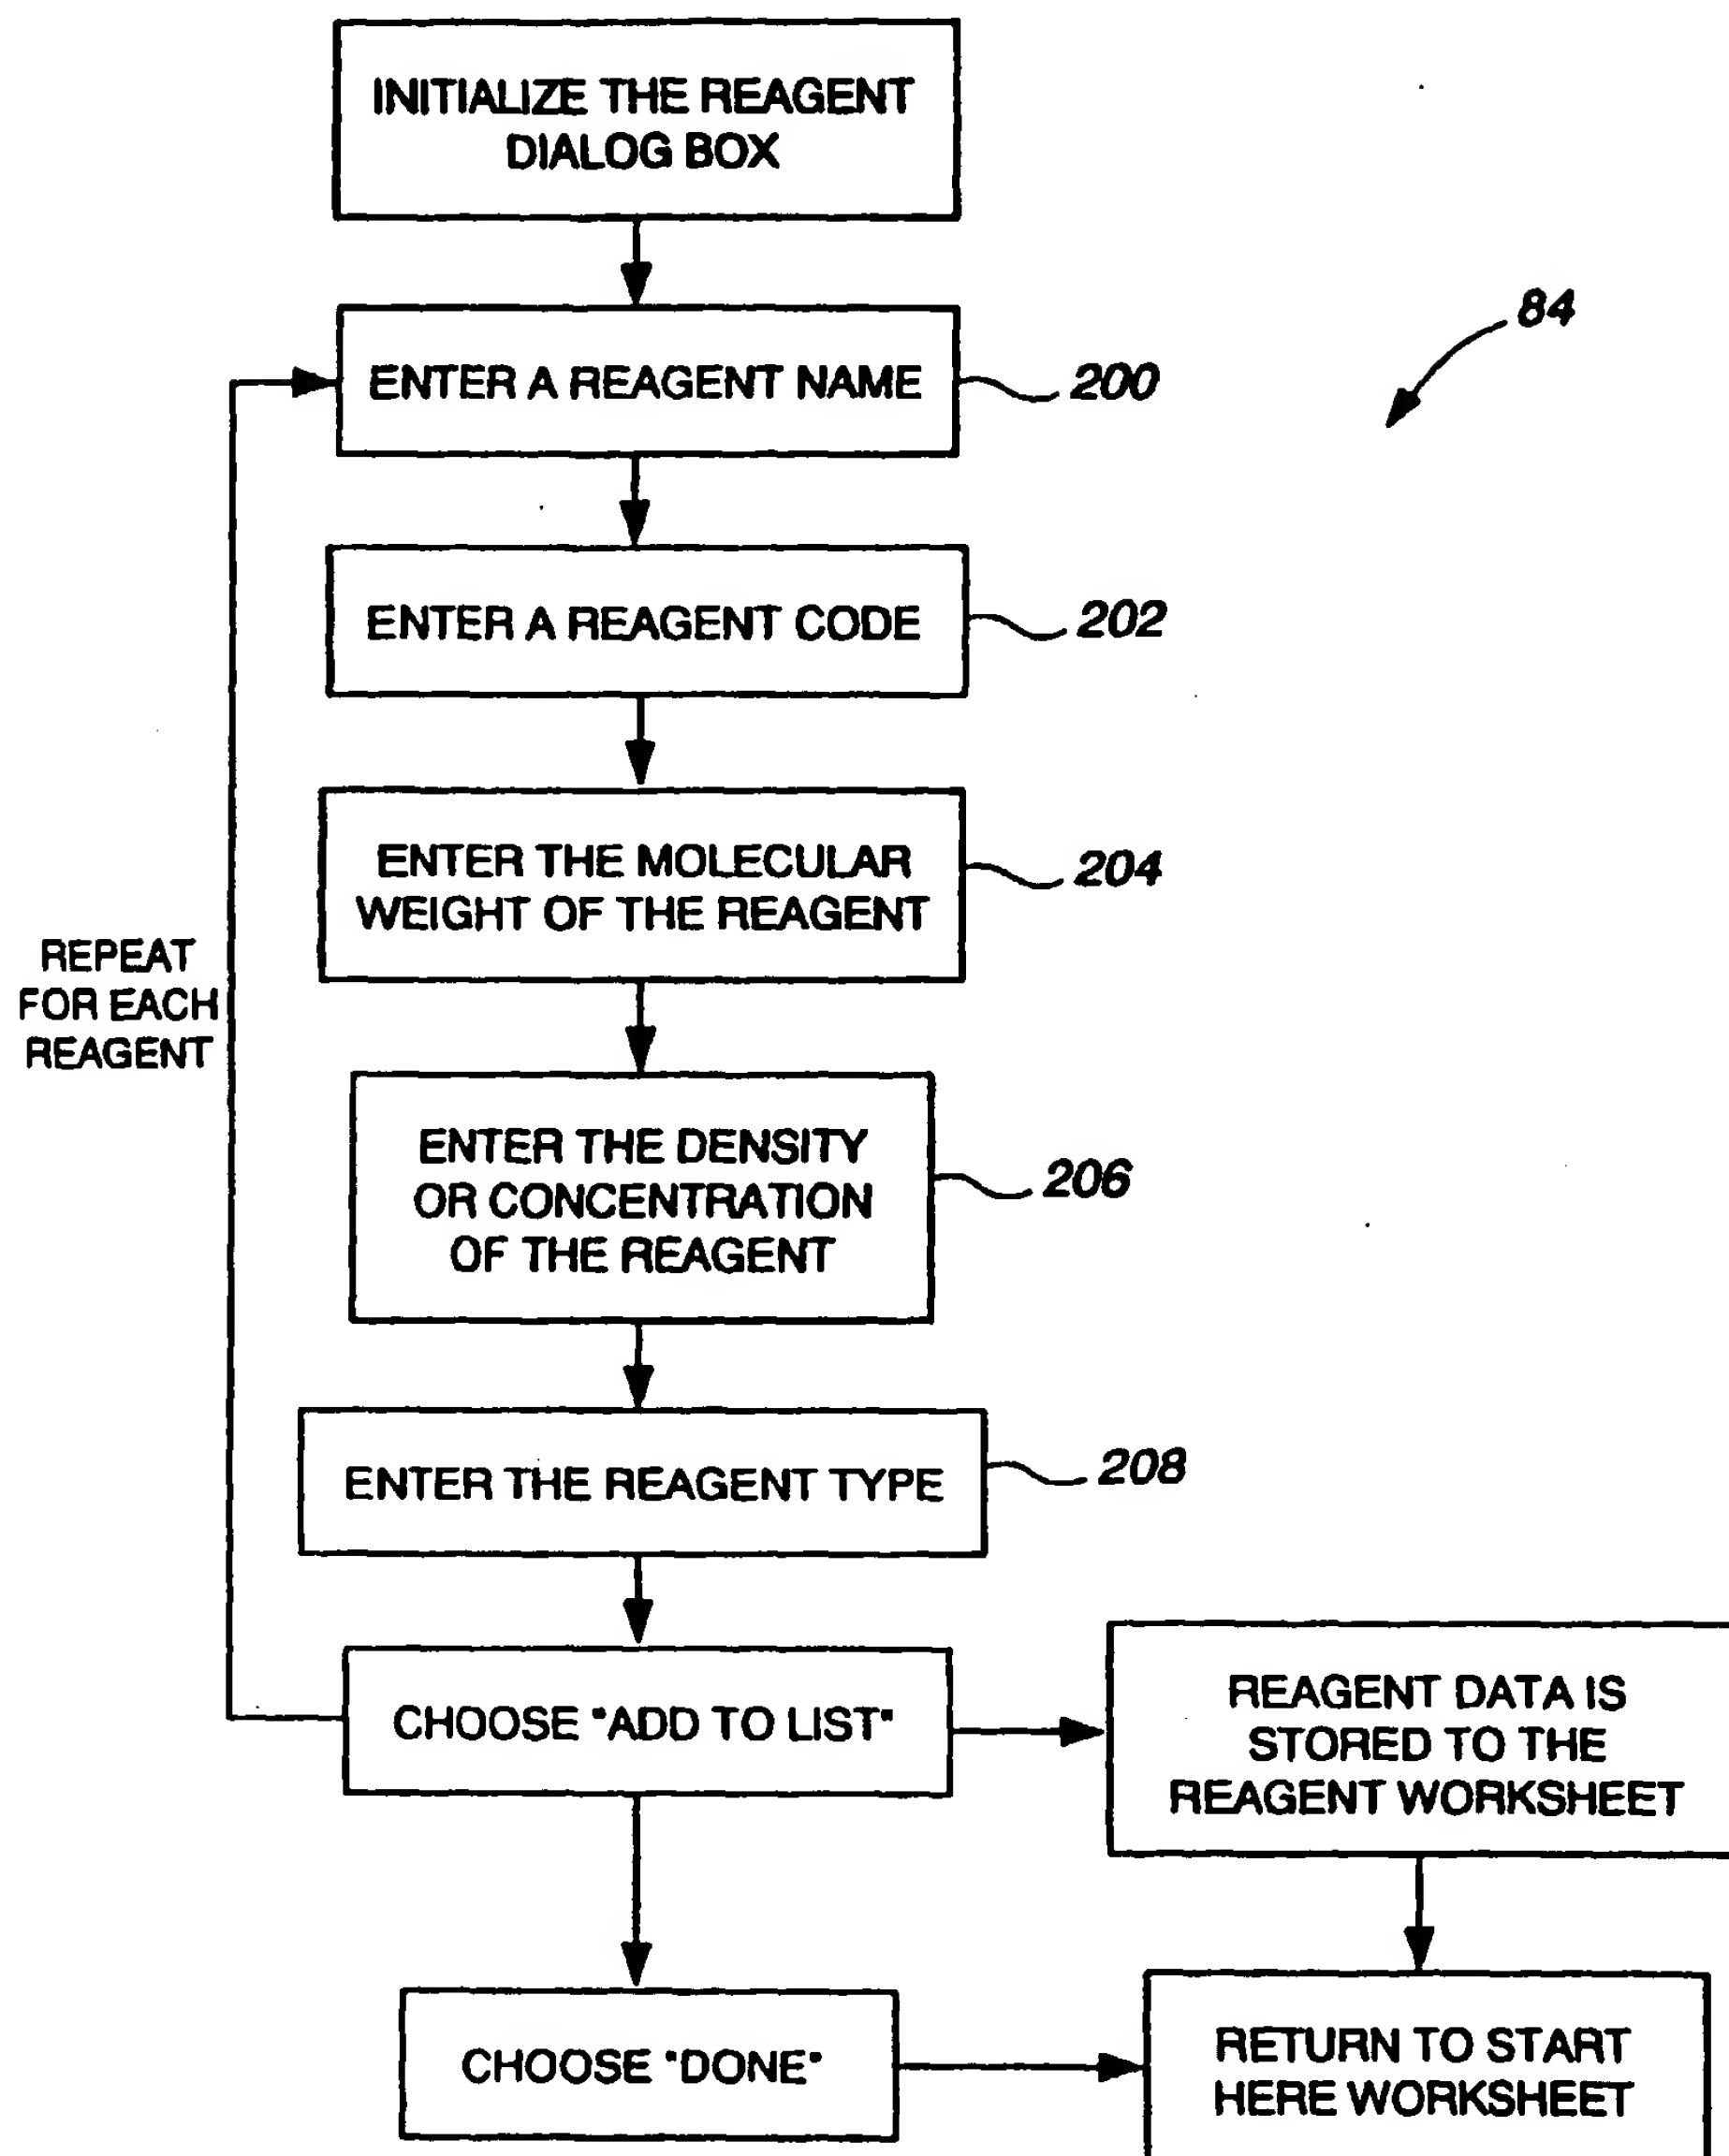 INITIALIZE THE REAGENT
DIALOG BOX
84
ENTER A REAGENT NAME
200
ENTER A REAGENT CODE
202
ENTER THE MOLECULAR
WEIGHT OF THE REAGENT
204
REPEAT
FOR EACH
REAGENT
ENTER THE DENSITY
OR CONCENTRATION
OF THE REAGENT
206
ENTER THE REAGENT TYPE
208
CHOOSE "ADD TO LIST"
REAGENT DATA IS
STORED TO THE
REAGENT WORKSHEET
CHOOSE "DONE"
RETURN TO START
HERE WORKSHEET